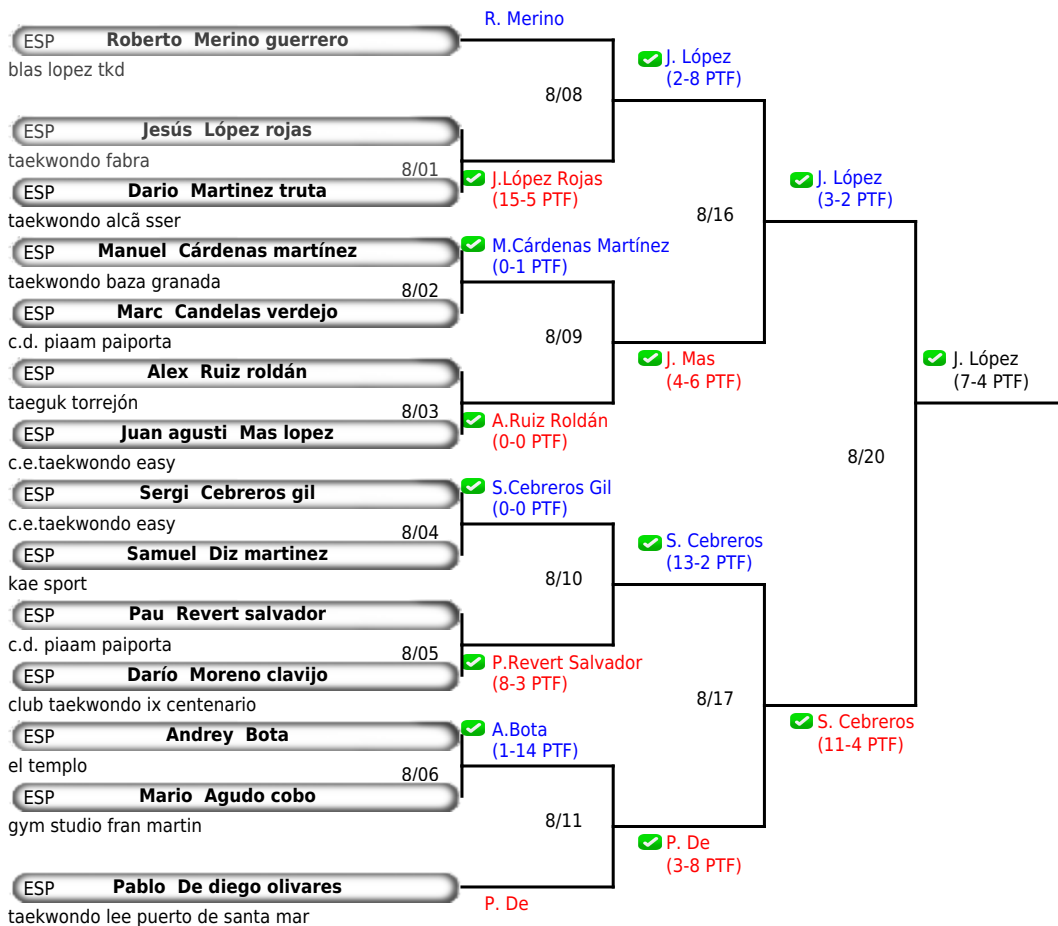 R. Merino
ESP Roberto Merino guerrero
blas lopez tkd
J. López
(2-8 PTF)
8/08
ESP Jesús López rojas
taekwondo fabra
8/01
J.López Rojas
(15-5 PTF)
ESP Dario Martinez truta
taekwondo alcã sser
J. López
(3-2 PTF)
8/16
ESP Manuel Cárdenas martínez
M.Cárdenas Martínez
(0-1 PTF)
taekwondo baza granada
8/02
ESP Marc Candelas verdejo
c.d. piaam paiporta
8/09
J. Mas
(4-6 PTF)
J. López
(7-4 PTF)
ESP Alex Ruiz roldán
taeguk torrejón
8/03
A.Ruiz Roldán
(0-0 PTF)
ESP Juan agusti Mas lopez
c.e.taekwondo easy
8/20
ESP Sergi Cebreros gil
S.Cebreros Gil
(0-0 PTF)
c.e.taekwondo easy
8/04
ESP Samuel Diz martinez
kae sport
S. Cebreros
(13-2 PTF)
8/10
ESP Pau Revert salvador
c.d. piaam paiporta
8/05
P.Revert Salvador
(8-3 PTF)
ESP Darío Moreno clavijo
club taekwondo ix centenario
8/17
S. Cebreros
(11-4 PTF)
ESP Andrey Bota
A.Bota
(1-14 PTF)
el templo
8/06
ESP Mario Agudo cobo
gym studio fran martin
8/11
P. De
(3-8 PTF)
ESP Pablo De diego olivares
P. De
taekwondo lee puerto de santa mar